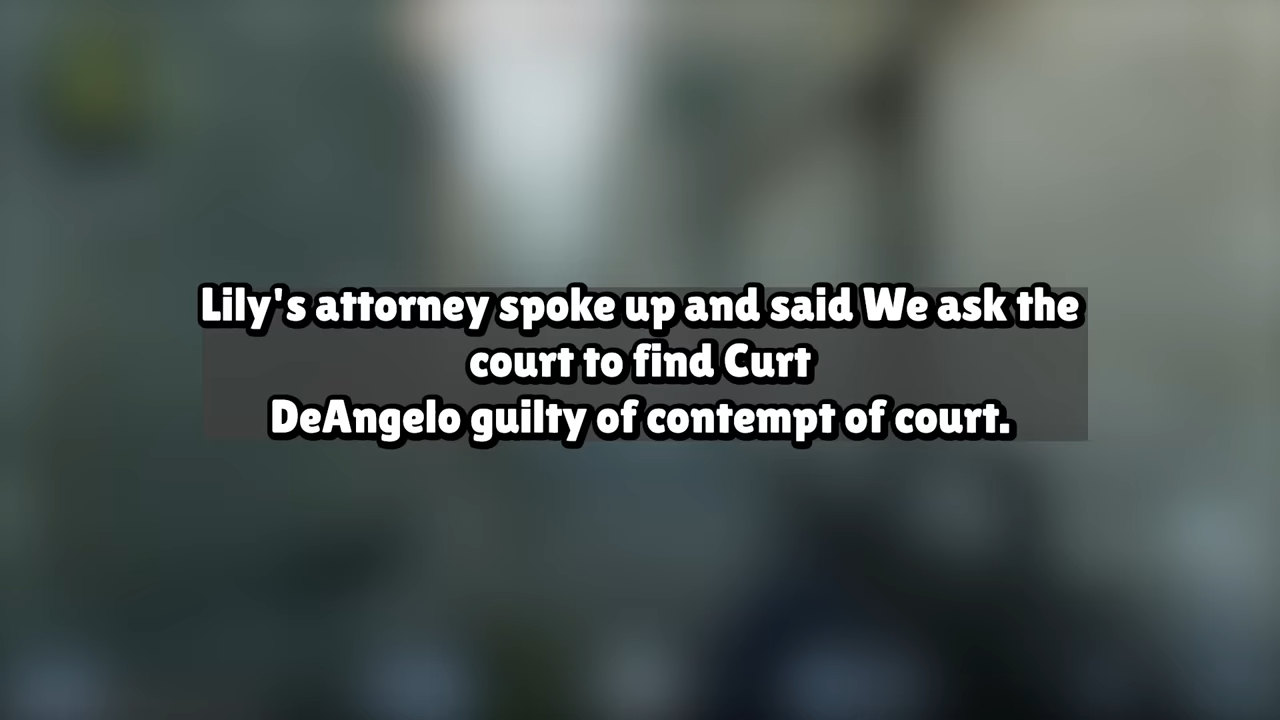 Lily's attorney spoke up and said We ask the
court to find Curt
DeAngelo guilty of contempt of court.